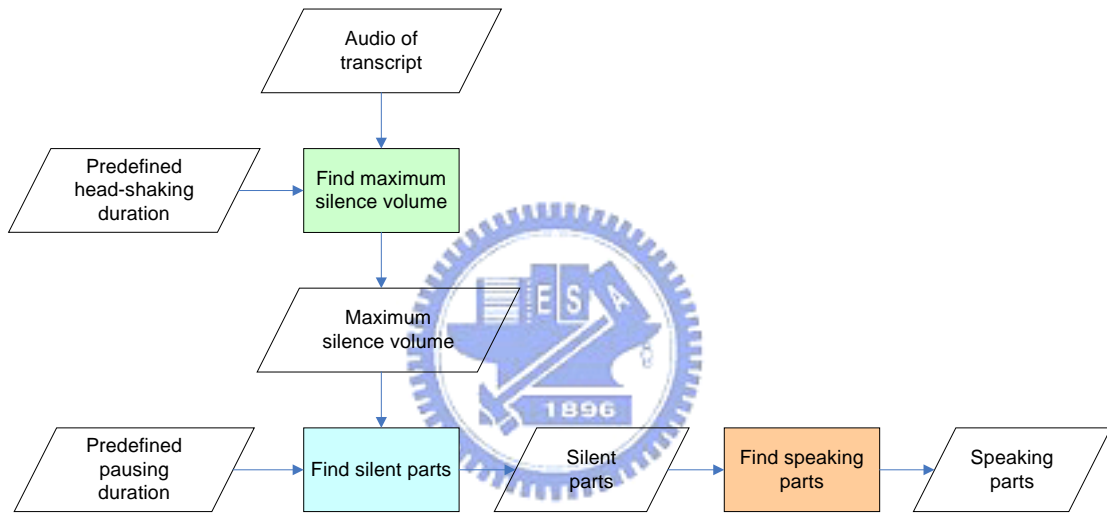 Audio of
transcript
Predefined
head-shaking
duration
Find maximum
silence volume
Maximum
silence volume
E S A
1896
Predefined
pausing
duration
Find silent parts
Silent
parts
Find speaking
parts
Speaking
parts